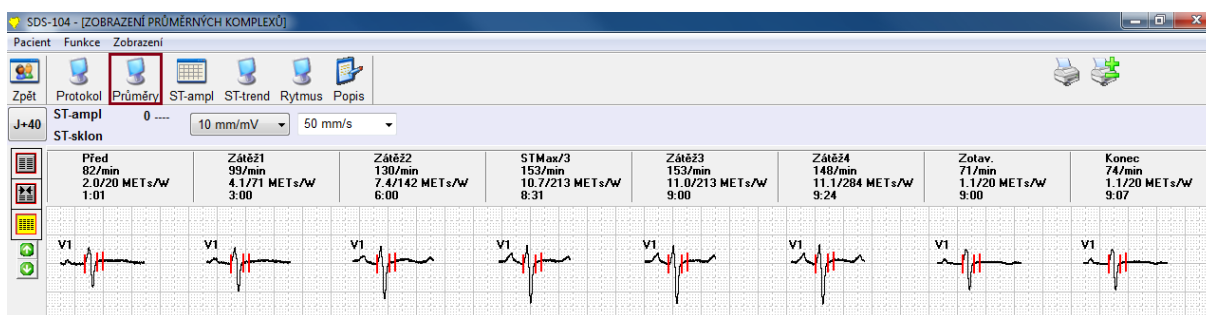 SDS-104 - [ZOBRAZENÍ PRŮMĚRNÝCH KOMPLEXŮ]
Pacient Funkce Zobrazení
Zpět Protokol Průměry ST-ampl ST-trend Rytmus Popis
J+40 ST-ampl 0 ---- 10 mm/mV 50 mm/s
ST-sklon
Před Zátěž1 Zátěž2 STMax/3 Zátěž3 Zátěž4 Zotav. Konec
82/min 99/min 130/min 153/min 153/min 148/min 71/min 74/min
2.0/20 METs/W 4.1/71 METs/W 7.4/142 METs/W 10.7/213 METs/W 11.0/213 METs/W 11.1/284 METs/W 1.1/20 METs/W 1.1/20 METs/W
1:01 3:00 6:00 8:31 9:00 9:24 9:00 9:07
V1 V1 V1 V1 V1 V1 V1 V1